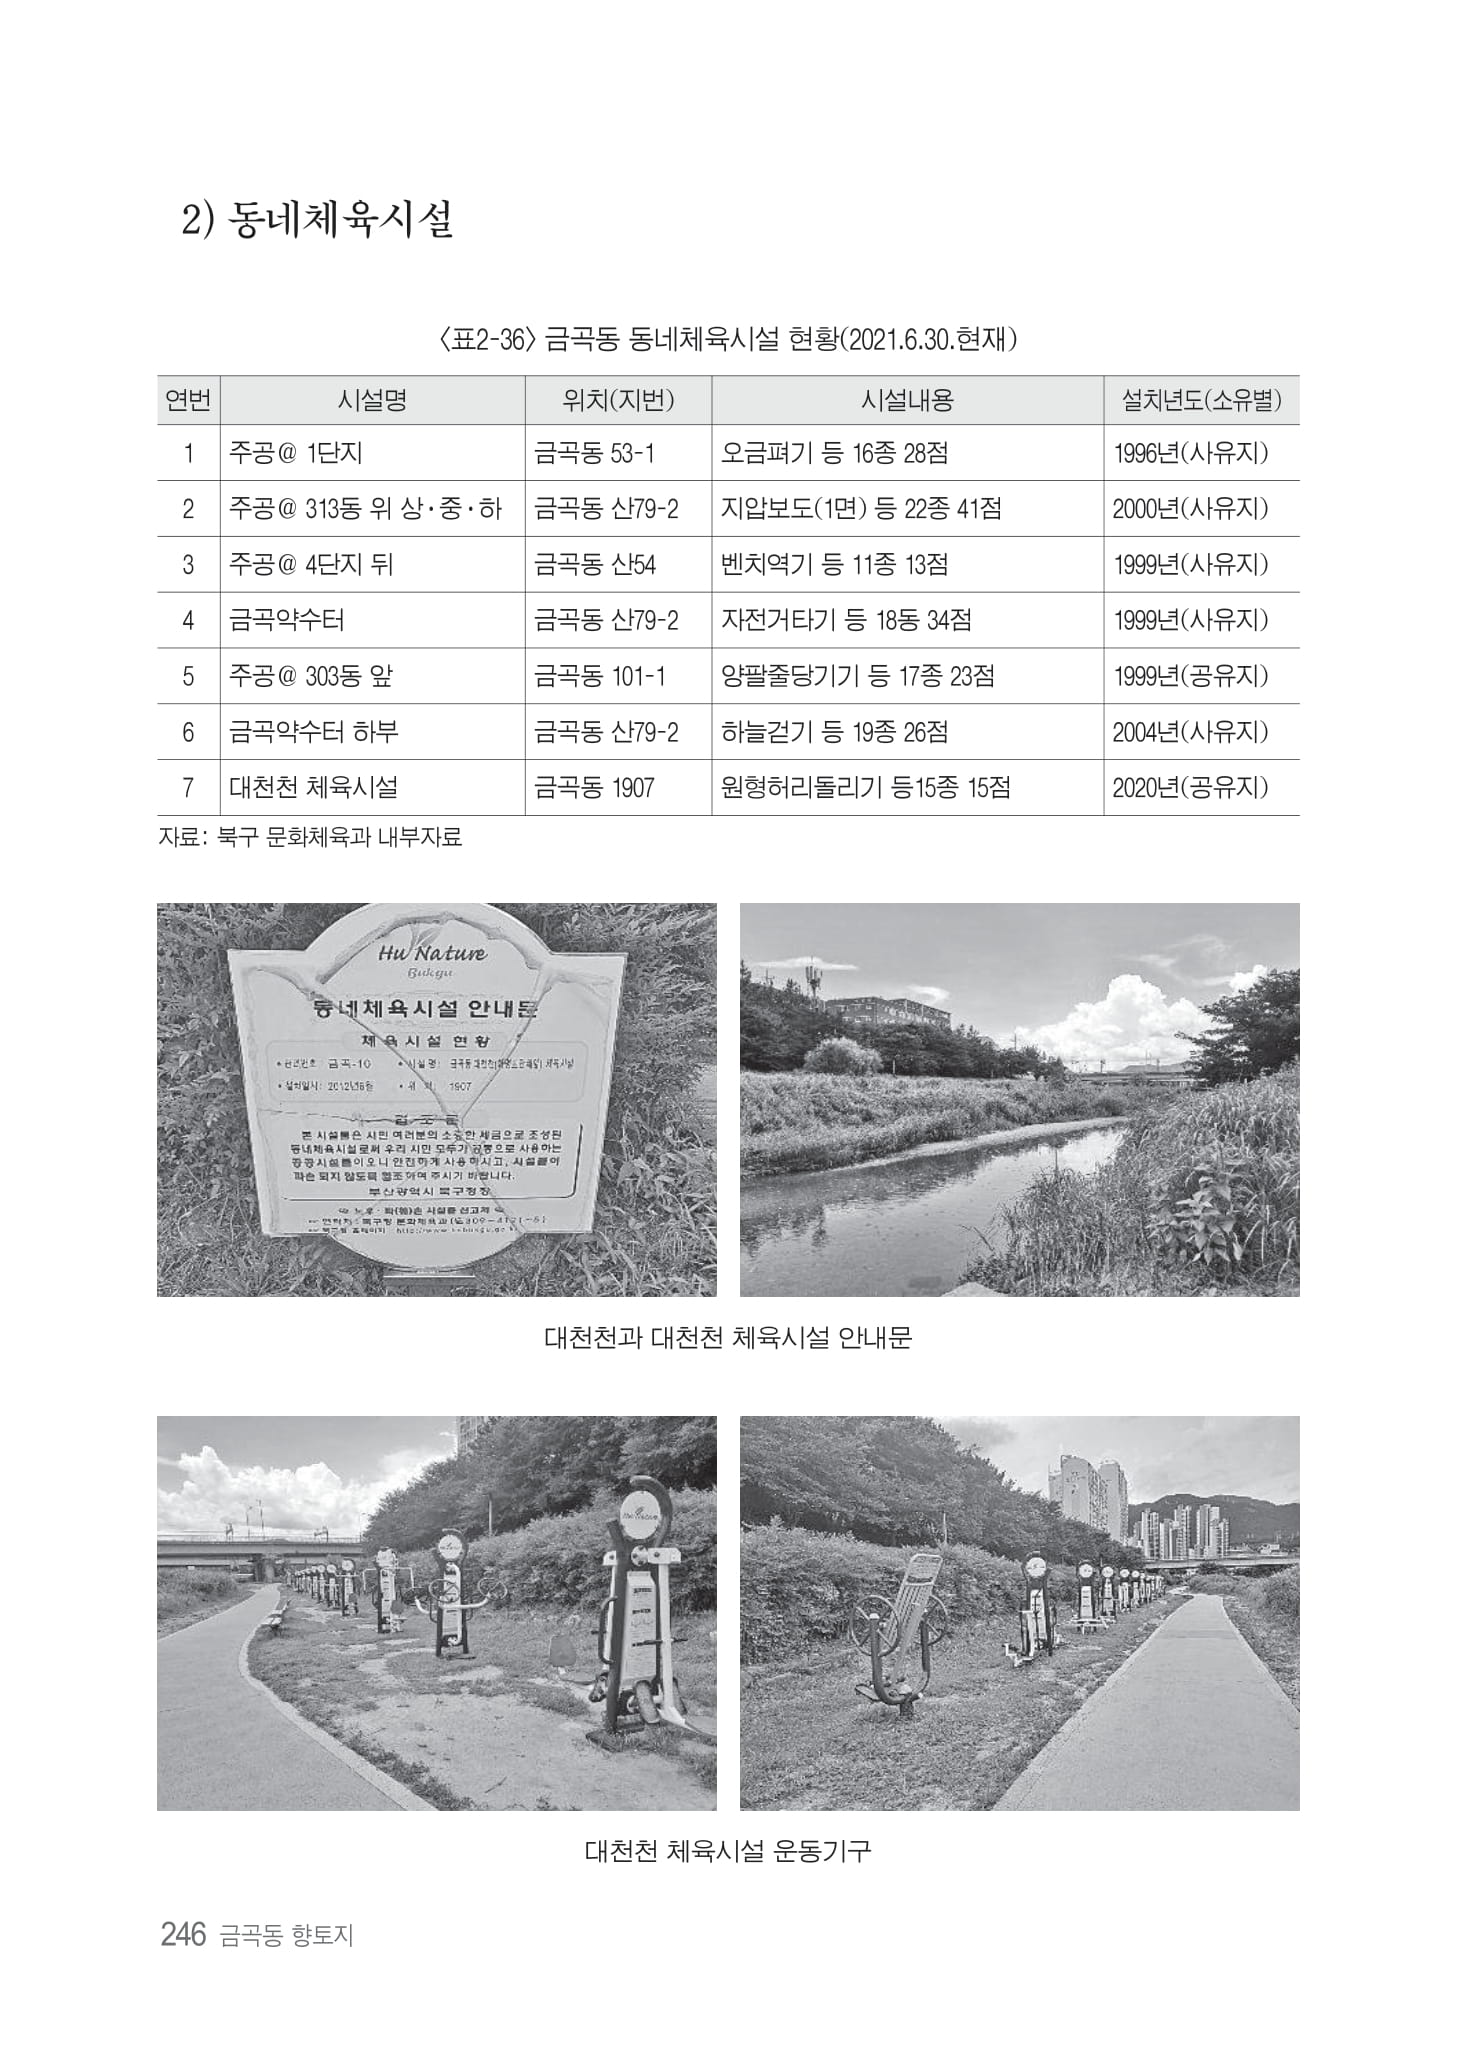 2) 동네체육시설
〈표2-36〉 금곡동 동네체육시설 현황(2021.6.30.현재)
연번 시설명 위치(지번) 시설내용 설치년도(소유별)
1 주공@ 1단지 금곡동 53-1 오금펴기 등 16종 28점 1996년(사유지)
2 주공@ 313동 위 상·중·하 금곡동 산79-2 지압보도(1면) 등 22종 41점 2000년(사유지)
3 주공@ 4단지 뒤 금곡동 산54 벤치역기 등 11종 13점 1999년(사유지)
4 금곡약수터 금곡동 산79-2 자전거타기 등 18동 34점 1999년(사유지)
5 주공@ 303동 앞 금곡동 101-1 양팔줄당기기 등 17종 23점 1999년(공유지)
6 금곡약수터 하부 금곡동 산79-2 하늘걷기 등 19종 26점 2004년(사유지)
7 대천천 체육시설 금곡동 1907 원형허리돌리기 등15종 15점 2020년(공유지)
자료: 북구 문화체육과 내부자료
Hu Nature
Bukgu
동네체육시설 안내문
체육시설 현황
관리번호: 금곡-10 시설명: 금곡동 대천천
설치일시: 2012년6월 위 치: 1907
협조문
본 시설물은 시민 여러분의 소중한 세금으로 조성된
동네체육시설로써 우리 시민 모두가 공동으로 사용하는
공공시설물이오니 안전하게 사용하시고, 시설물이
파손 되지 않도록 협조하여 주시기 바랍니다.
부산광역시 북구청장
대천천과 대천천 체육시설 안내문
대천천 체육시설 운동기구
246 금곡동 향토지